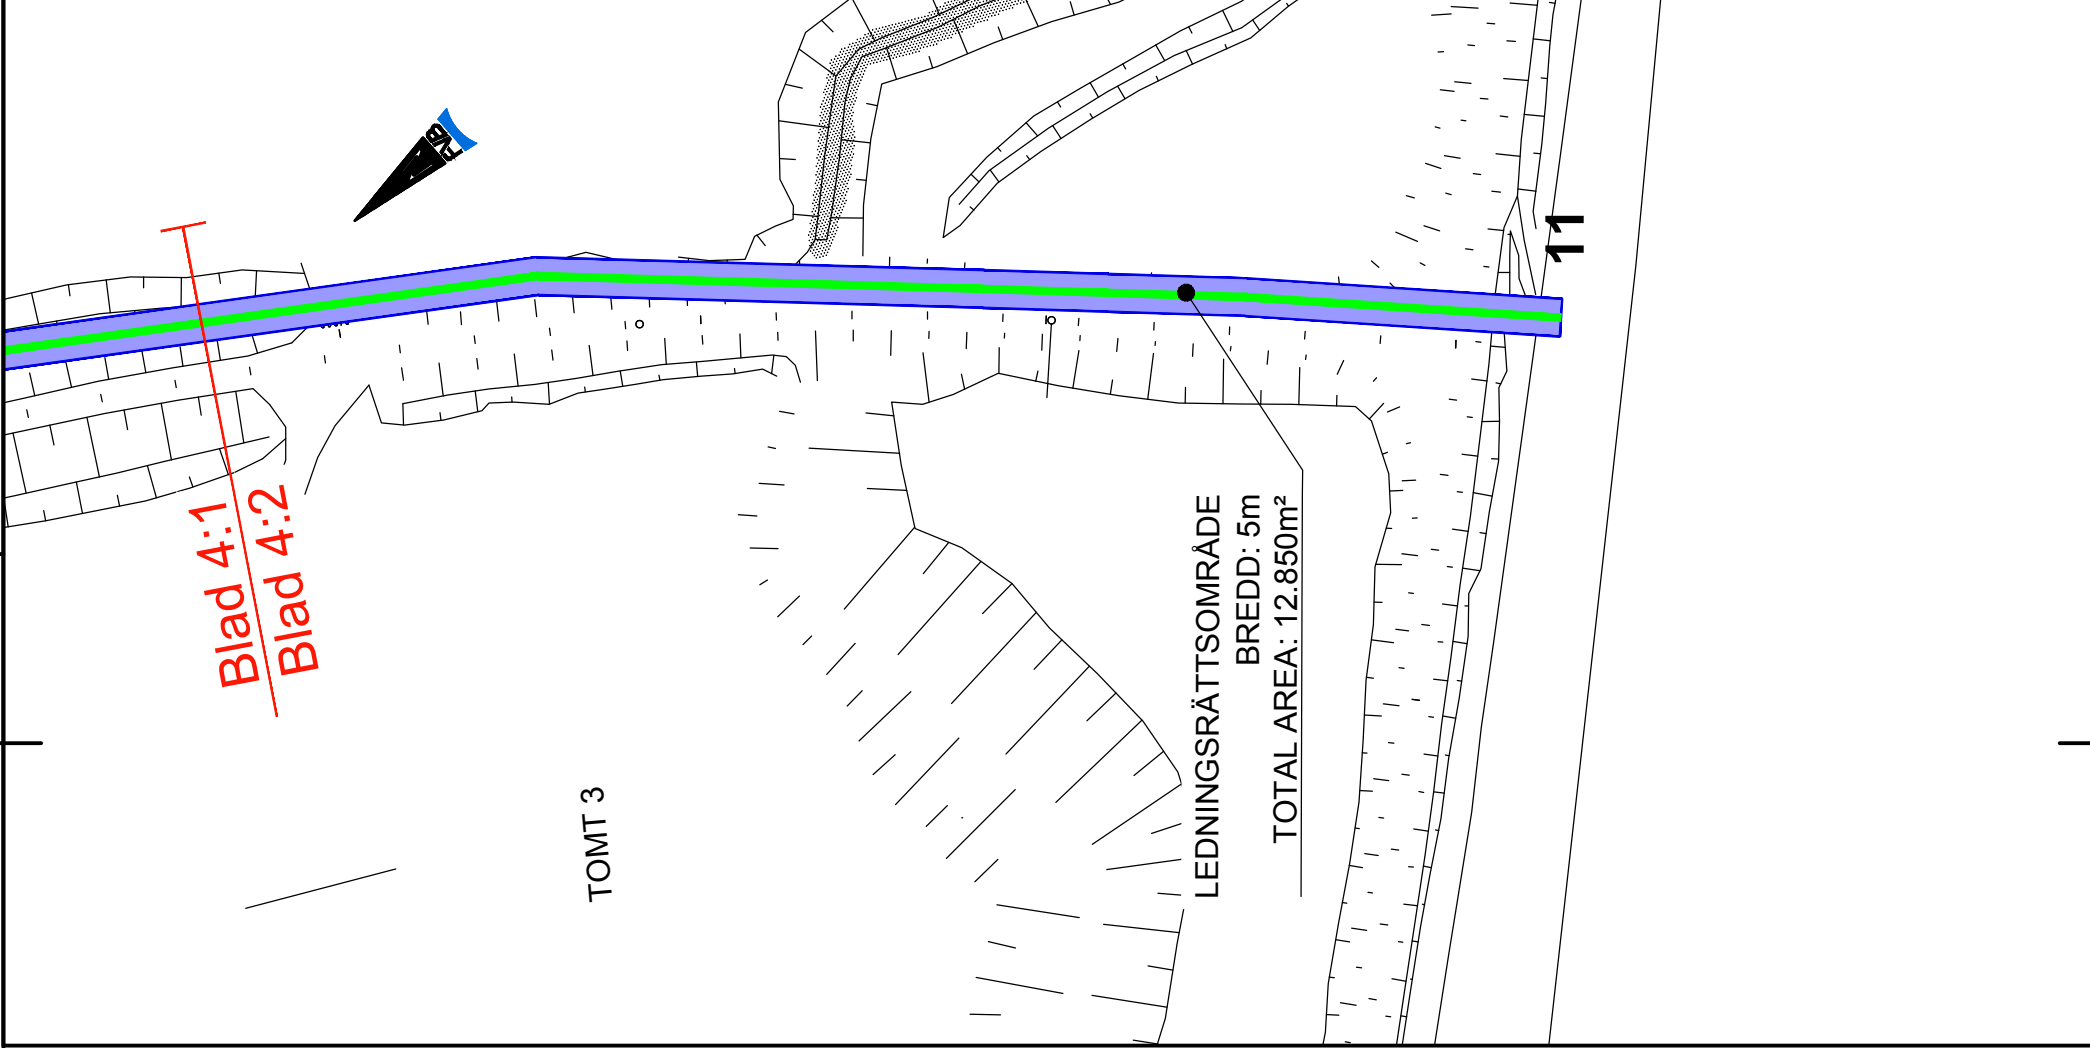 Blad 4:1
Blad 4:2
TOMT 3
LEDNINGSRÄTTSOMRÅDE
BREDD: 5m
TOTAL AREA: 12.850m²
11